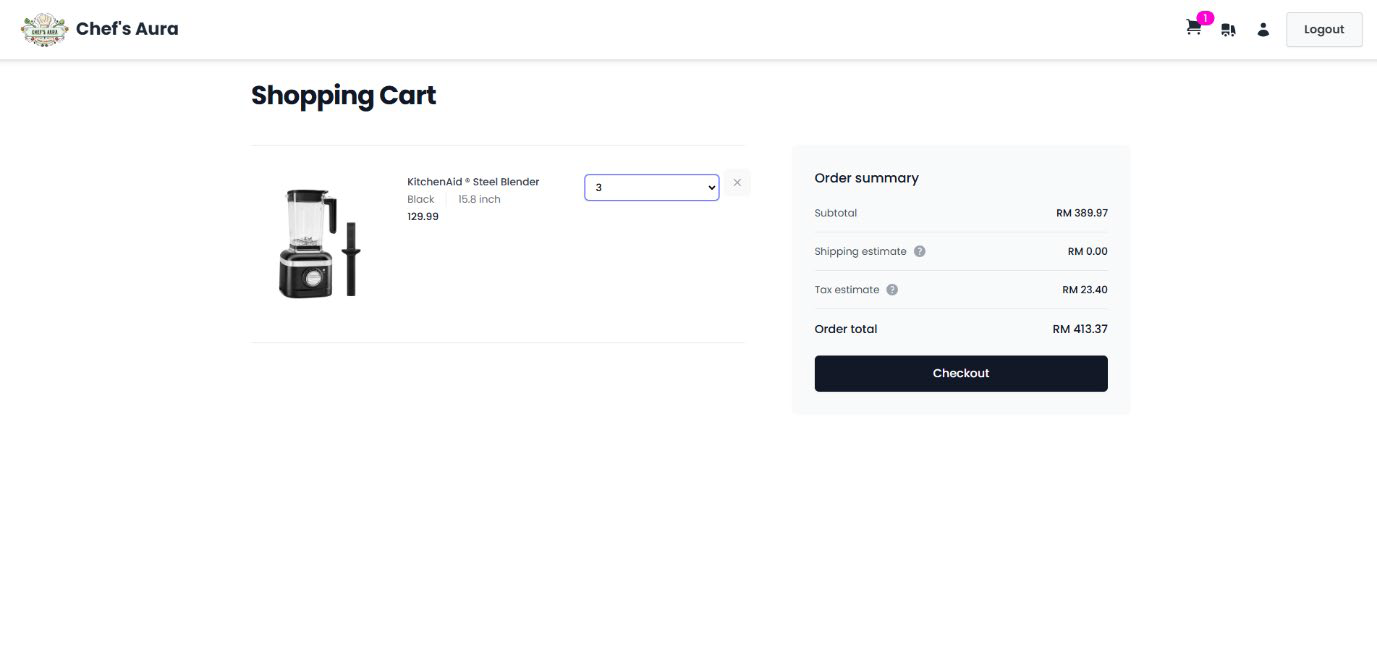 CHEF'S AURA
Chef's Aura
1
Logout
Shopping Cart
KitchenAid ® Steel Blender
Black 15.8 inch
129.99
3
Order summary
Subtotal RM 389.97
Shipping estimate ? RM 0.00
Tax estimate ? RM 23.40
Order total RM 413.37
Checkout